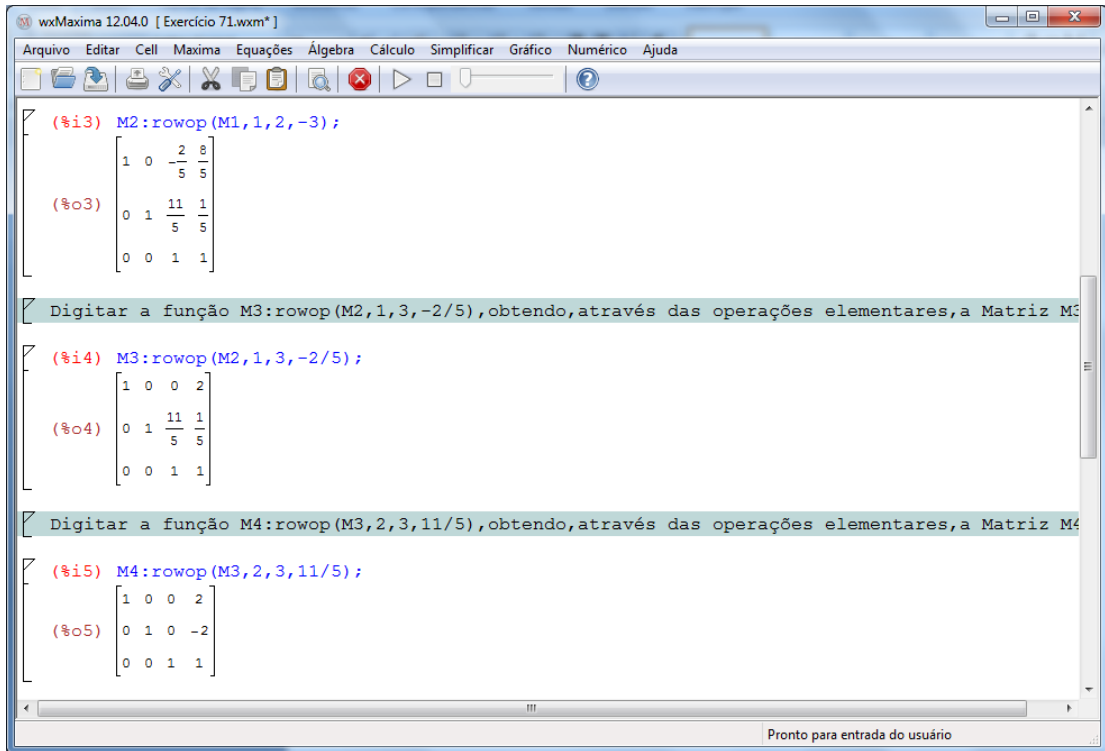 wxMaxima 12.04.0 [ Exercício 71.wxm* ]
Arquivo Editar Cell Maxima Equações Álgebra Cálculo Simplificar Gráfico Numérico Ajuda
(%i3) M2:rowop(M1,1,2,-3);
1 0 -2/5 8/5
(%o3) 0 1 11/5 1/5
0 0 1 1
Digitar a função M3:rowop(M2,1,3,-2/5),obtendo,através das operações elementares,a Matriz M3
(%i4) M3:rowop(M2,1,3,-2/5);
1 0 0 2
(%o4) 0 1 11/5 1/5
0 0 1 1
Digitar a função M4:rowop(M3,2,3,11/5),obtendo,através das operações elementares,a Matriz M4
(%i5) M4:rowop(M3,2,3,11/5);
1 0 0 2
(%o5) 0 1 0 -2
0 0 1 1
Pronto para entrada do usuário